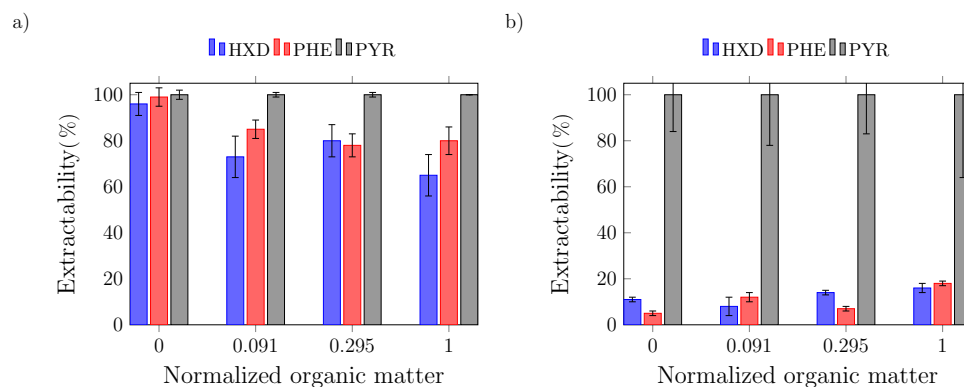 a)
HXD PHE PYR
100
80
60
40
20
0
Extractability(%)
0 0.091 0.295 1
Normalized organic matter
b)
HXD PHE PYR
100
80
60
40
20
0
Extractability(%)
0 0.091 0.295 1
Normalized organic matter